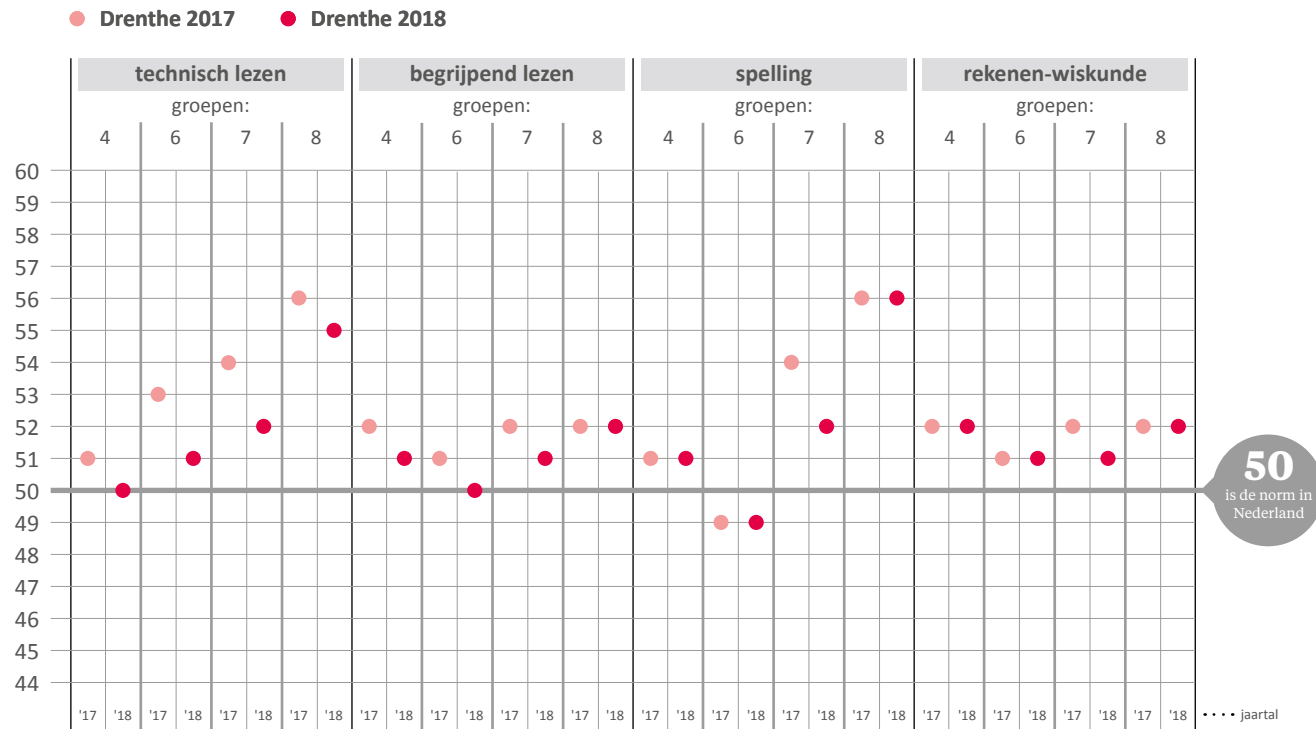 Drenthe 2017 Drenthe 2018
technisch lezen begrijpend lezen spelling rekenen-wiskunde
groepen: groepen: groepen: groepen:
4 6 7 8 4 6 7 8 4 6 7 8 4 6 7 8
60
59
58
57
56
55
54
53
52
51
50
49
48
47
46
45
44
50
is de norm in
Nederland
'17 '18 '17 '18 '17 '18 '17 '18 '17 '18 '17 '18 '17 '18 '17 '18 '17 '18 '17 '18 '17 '18 '17 '18 '17 '18 '17 '18 '17 '18 '17 '18 jaartal